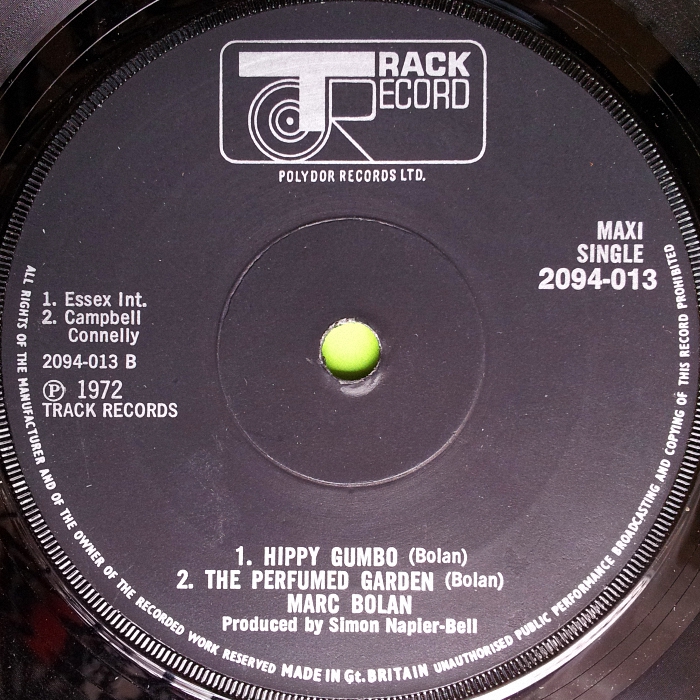 TRACK
RECORD
POLYDOR RECORDS LTD.
MAXI
SINGLE
2094-013
1. Essex Int.
2. Campbell
Connelly
2094-013 B
Ⓟ 1972
TRACK RECORDS
1. HIPPY GUMBO (Bolan)
2. THE PERFUMED GARDEN (Bolan)
MARC BOLAN
Produced by Simon Napier-Bell
ALL RIGHTS OF THE MANUFACTURER AND OF THE OWNER OF THE RECORDED WORK RESERVED MADE IN Gt. BRITAIN UNAUTHORISED PUBLIC PERFORMANCE BROADCASTING AND COPYING OF THIS RECORD PROHIBITED